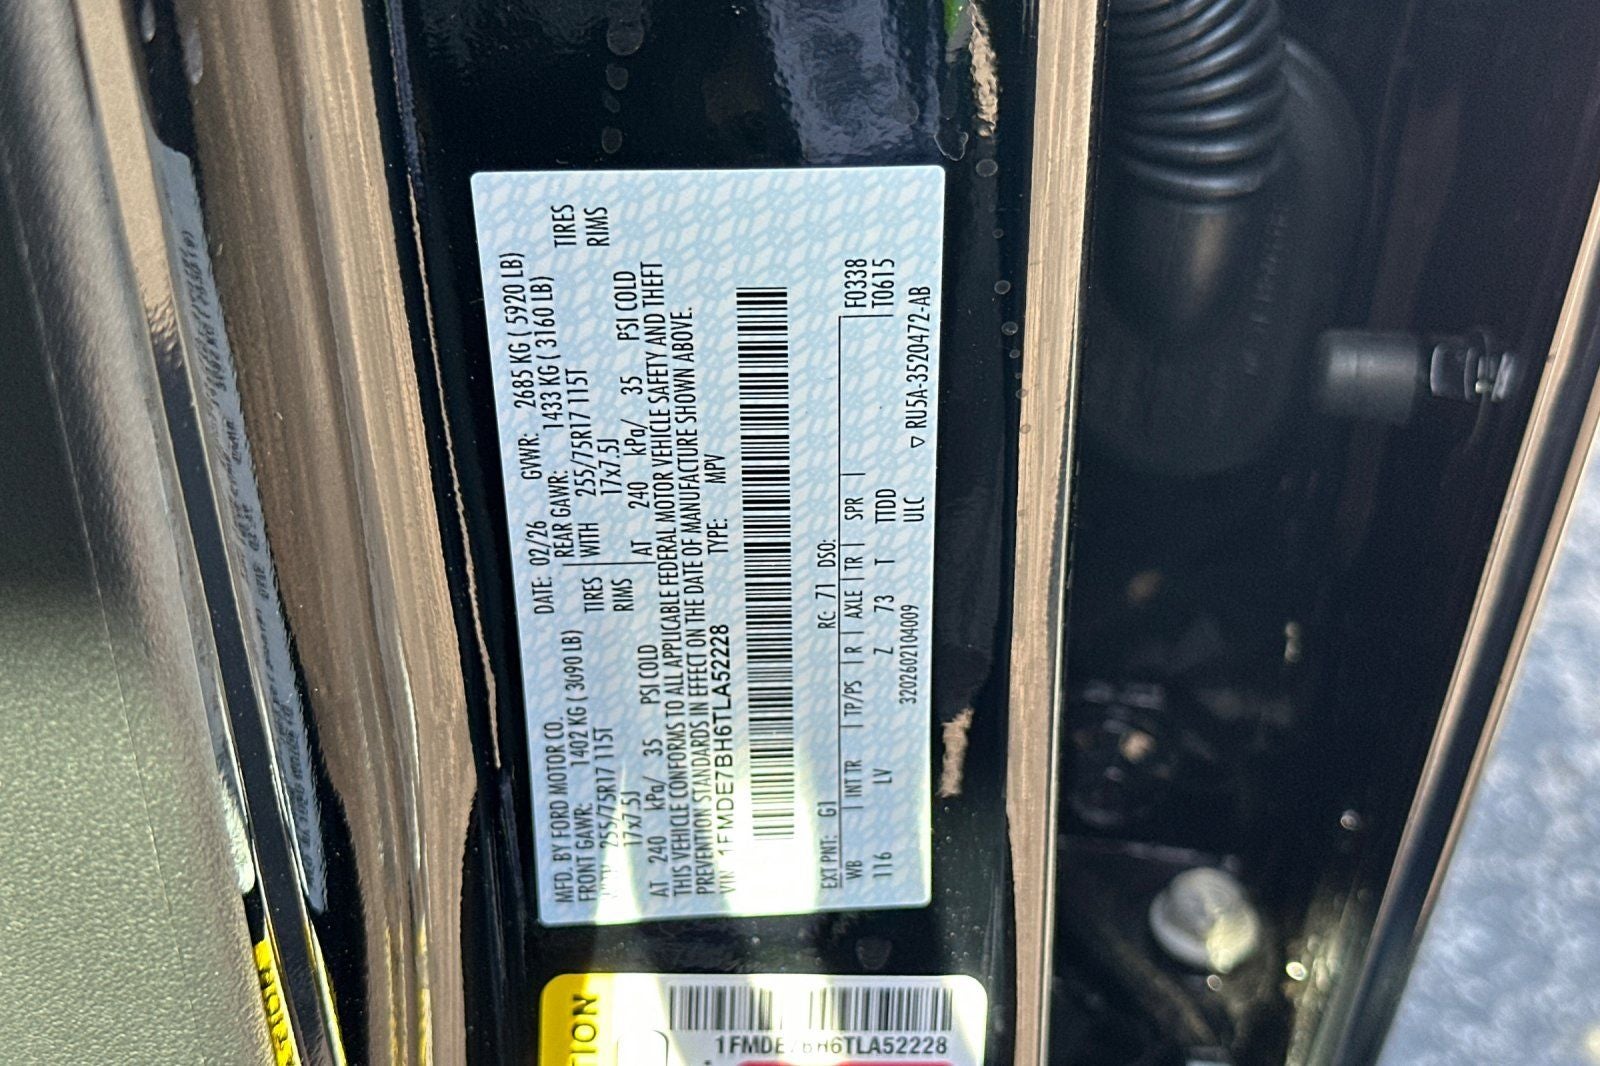 MFD. BY FORD MOTOR CO.
DATE: 02/26 GVWR: 2685 KG ( 5920 LB)
FRONT GAWR: 1402 KG ( 3090 LB)
REAR GAWR: 1433 KG ( 3160 LB)
255/75R17 115T TIRES
WITH 255/75R17 115T TIRES
17x7.5J RIMS
17x7.5J RIMS
AT 240 kPa/ 35 PSI COLD
AT 240 kPa/ 35 PSI COLD
THIS VEHICLE CONFORMS TO ALL APPLICABLE FEDERAL MOTOR VEHICLE SAFETY AND THEFT
PREVENTION STANDARDS IN EFFECT ON THE DATE OF MANUFACTURE SHOWN ABOVE.
VIN 1FMDE7BH6TLA52228 TYPE: MPV
EXT PNT: G1 RC: 71 DSO:
F0338
WB INT TR TP/PS R AXLE TR SPR
T0615
116 LV Z 73 T TTDD
320260210400​9 ULC ▽ RU5A-3520472-AB
TION
1FMDE7BH6TLA52228